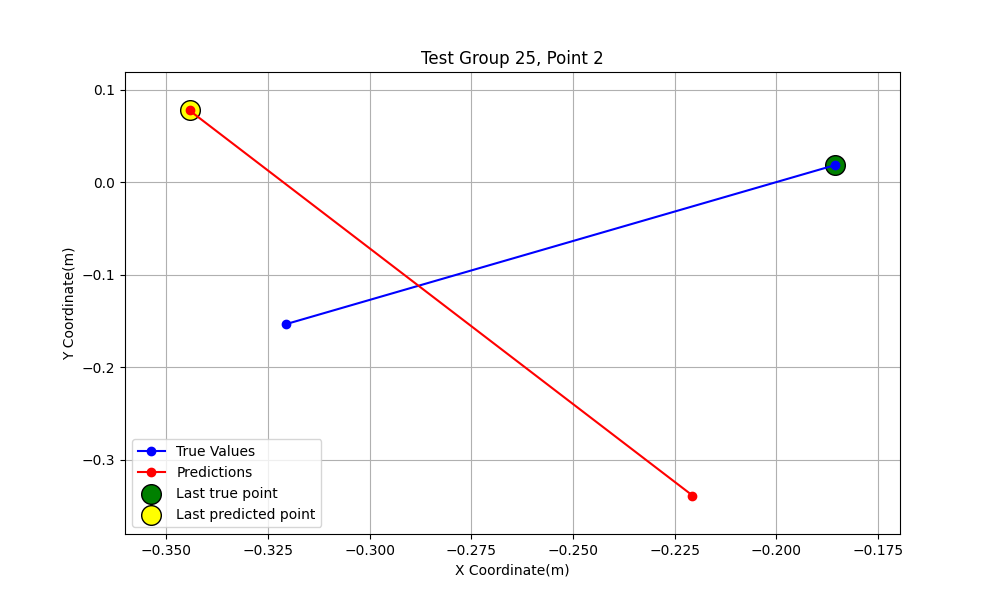 Test Group 25, Point 2
Y Coordinate(m)
0.1
0.0
−0.1
−0.2
−0.3
True Values
Predictions
Last true point
Last predicted point
−0.350 −0.325 −0.300 −0.275 −0.250 −0.225 −0.200 −0.175
X Coordinate(m)